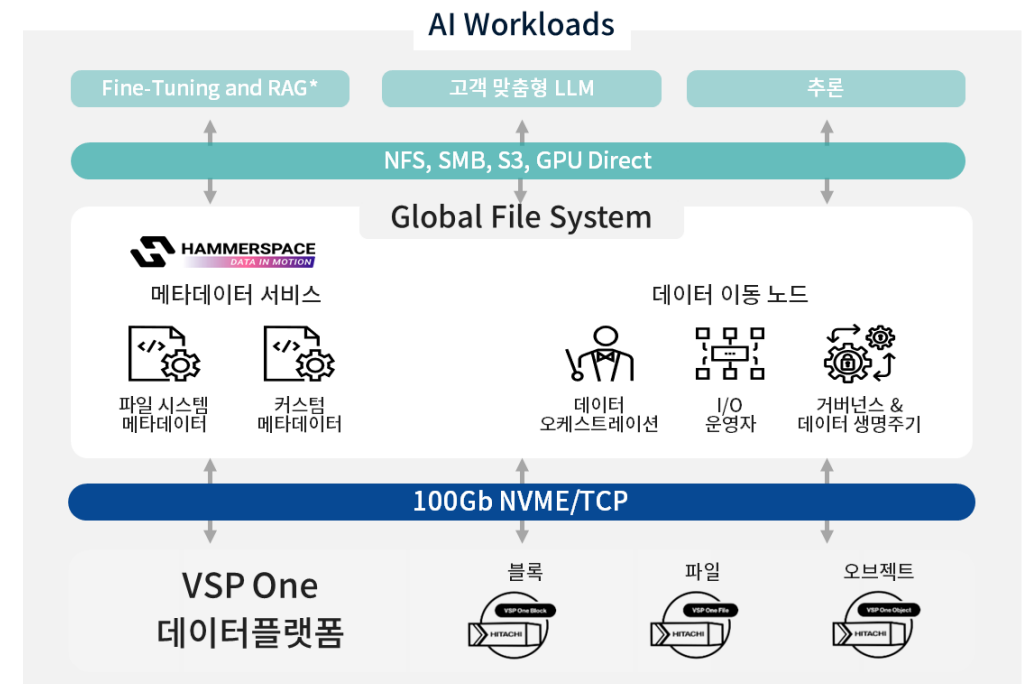 AI Workloads
Fine-Tuning and RAG*
고객 맞춤형 LLM
추론
NFS, SMB, S3, GPU Direct
Global File System
HAMMERSPACE
DATA IN MOTION
메타데이터 서비스
데이터 이동 노드
파일 시스템
메타데이터
커스텀
메타데이터
데이터
오케스트레이션
I/O
운영자
거버넌스 &
데이터 생명주기
100Gb NVME/TCP
VSP One
데이터플랫폼
블록
VSP One Block
HITACHI
파일
VSP One File
HITACHI
오브젝트
VSP One Object
HITACHI